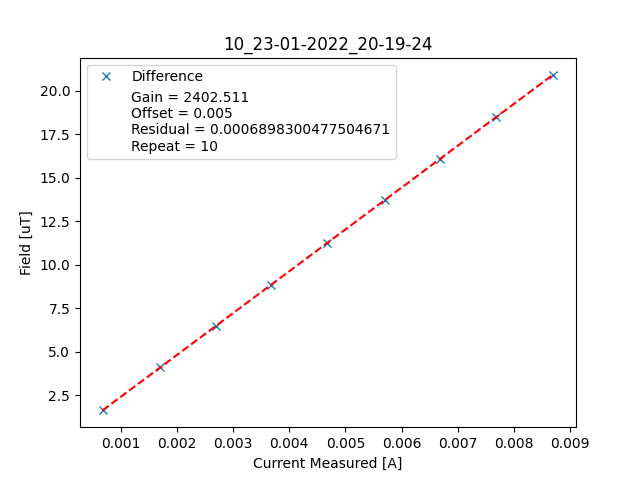 10_23-01-2022_20-19-24
Difference
Gain = 2402.511
Offset = 0.005
Residual = 0.0006898300477504671
Repeat = 10
20.0
17.5
15.0
12.5
10.0
7.5
5.0
2.5
Field [uT]
0.001 0.002 0.003 0.004 0.005 0.006 0.007 0.008 0.009
Current Measured [A]